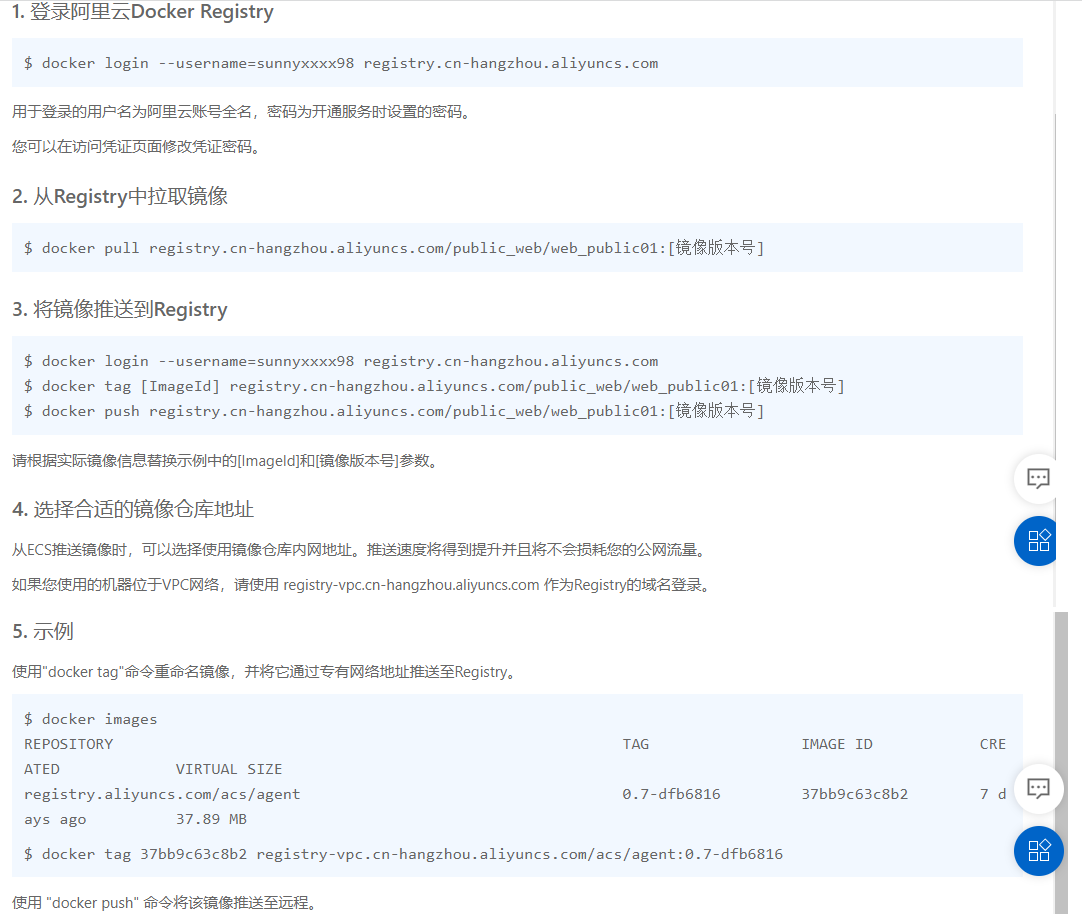 1. 登录阿里云Docker Registry
$ docker login --username=sunnyxxxx98 registry.cn-hangzhou.aliyuncs.com
用于登录的用户名为阿里云账号全名，密码为开通服务时设置的密码。
您可以在访问凭证页面修改凭证密码。
2. 从Registry中拉取镜像
$ docker pull registry.cn-hangzhou.aliyuncs.com/public_web/web_public01:[镜像版本号]
3. 将镜像推送到Registry
$ docker login --username=sunnyxxxx98 registry.cn-hangzhou.aliyuncs.com
$ docker tag [ImageId] registry.cn-hangzhou.aliyuncs.com/public_web/web_public01:[镜像版本号]
$ docker push registry.cn-hangzhou.aliyuncs.com/public_web/web_public01:[镜像版本号]
请根据实际镜像信息替换示例中的[ImageId]和[镜像版本号]参数。
4. 选择合适的镜像仓库地址
从ECS推送镜像时，可以选择使用镜像仓库内网地址。推送速度将得到提升并且将不会损耗您的公网流量。
如果您使用的机器位于VPC网络，请使用 registry-vpc.cn-hangzhou.aliyuncs.com 作为Registry的域名登录。
5. 示例
使用"docker tag"命令重命名镜像，并将它通过专有网络地址推送至Registry。
$ docker images
REPOSITORY TAG IMAGE ID CRE
ATED VIRTUAL SIZE
registry.aliyuncs.com/acs/agent 0.7-dfb6816 37bb9c63c8b2 7 d
ays ago 37.89 MB
$ docker tag 37bb9c63c8b2 registry-vpc.cn-hangzhou.aliyuncs.com/acs/agent:0.7-dfb6816
使用 "docker push" 命令将该镜像推送至远程。